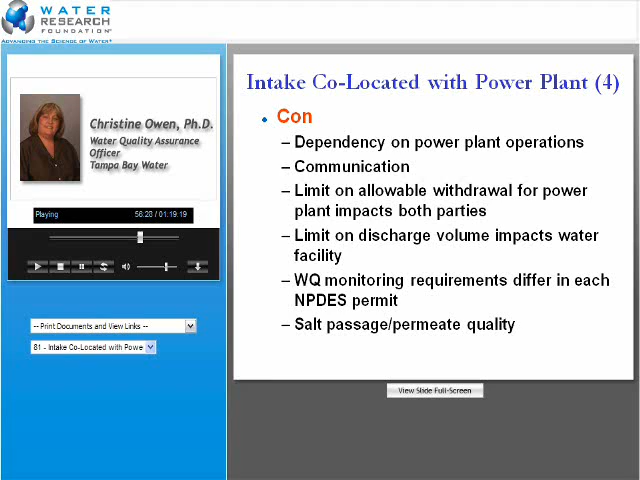 WATER
RESEARCH
FOUNDATION®
ADVANCING THE SCIENCE OF WATER®
Christine Owen, Ph.D.
Water Quality Assurance
Officer
Tampa Bay Water
Playing 56:28 / 01:19:19
-- Print Documents and View Links --
81 - Intake Co-Located with Powe
Intake Co-Located with Power Plant (4)
• Con
– Dependency on power plant operations
– Communication
– Limit on allowable withdrawal for power
plant impacts both parties
– Limit on discharge volume impacts water
facility
– WQ monitoring requirements differ in each
NPDES permit
– Salt passage/permeate quality
View Slide Full-Screen